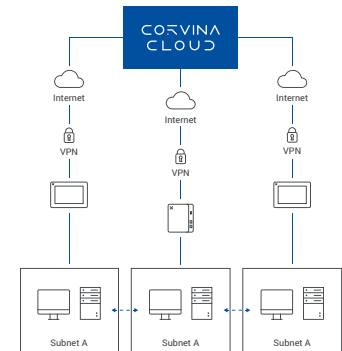 CORVINA
CLOUD
Internet
Internet
Internet
VPN
VPN
VPN
Subnet A
Subnet A
Subnet A